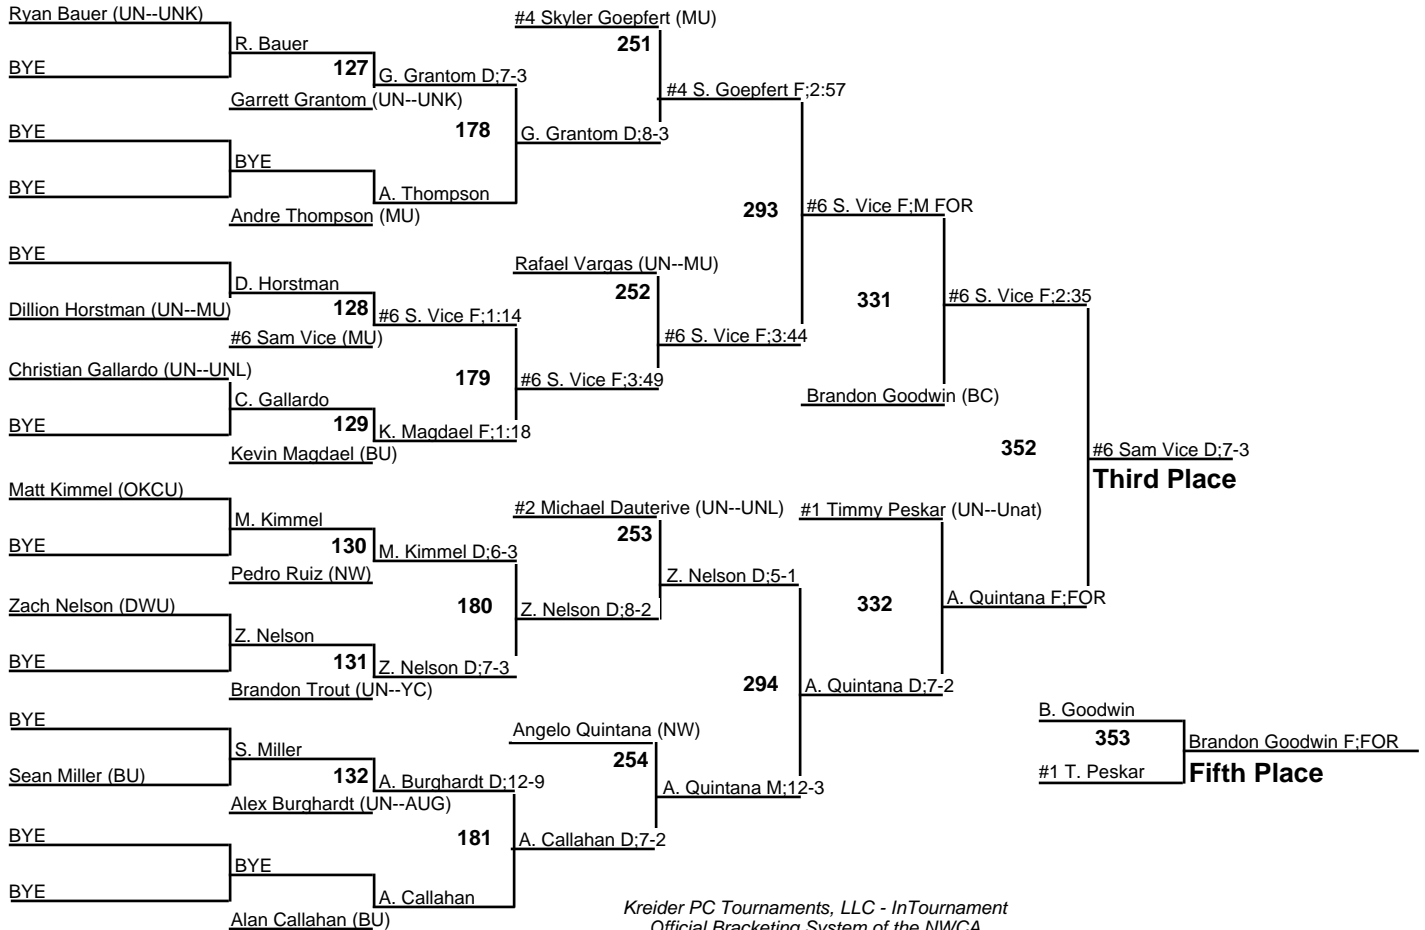 Ryan Bauer (UN--UNK)
BYE
BYE
BYE
BYE
Dillion Horstman (UN--MU)
Christian Gallardo (UN--UNL)
BYE
Matt Kimmel (OKCU)
BYE
Zach Nelson (DWU)
BYE
BYE
Sean Miller (BU)
BYE
BYE
R. Bauer
127
Garrett Grantom (UN--UNK)
BYE
Andre Thompson (MU)
D. Horstman
128
#6 Sam Vice (MU)
C. Gallardo
129
Kevin Magdael (BU)
M. Kimmel
130
Pedro Ruiz (NW)
Z. Nelson
131
Brandon Trout (UN--YC)
S. Miller
132
Alex Burghardt (UN--AUG)
BYE
Alan Callahan (BU)
G. Grantom D;7-3
178
A. Thompson
#6 S. Vice F;1:14
179
K. Magdael F;1:18
M. Kimmel D;6-3
180
Z. Nelson D;7-3
A. Burghardt D;12-9
181
A. Callahan
#4 Skyler Goepfert (MU)
251
G. Grantom D;8-3
Rafael Vargas (UN--MU)
252
#6 S. Vice F;3:49
#2 Michael Dauterive (UN--UNL)
253
Z. Nelson D;8-2
Angelo Quintana (NW)
254
A. Callahan D;7-2
#4 S. Goepfert F;2:57
293
#6 S. Vice F;3:44
Z. Nelson D;5-1
294
A. Quintana M;12-3
#6 S. Vice F;M FOR
331
Brandon Goodwin (BC)
#1 Timmy Peskar (UN--Unat)
332
A. Quintana D;7-2
#6 S. Vice F;2:35
352
A. Quintana F;FOR
#6 Sam Vice D;7-3
Third Place
B. Goodwin
353
#1 T. Peskar
Brandon Goodwin F;FOR
Fifth Place
Kreider PC Tournaments, LLC - InTournament
Official Bracketing System of the NWCA